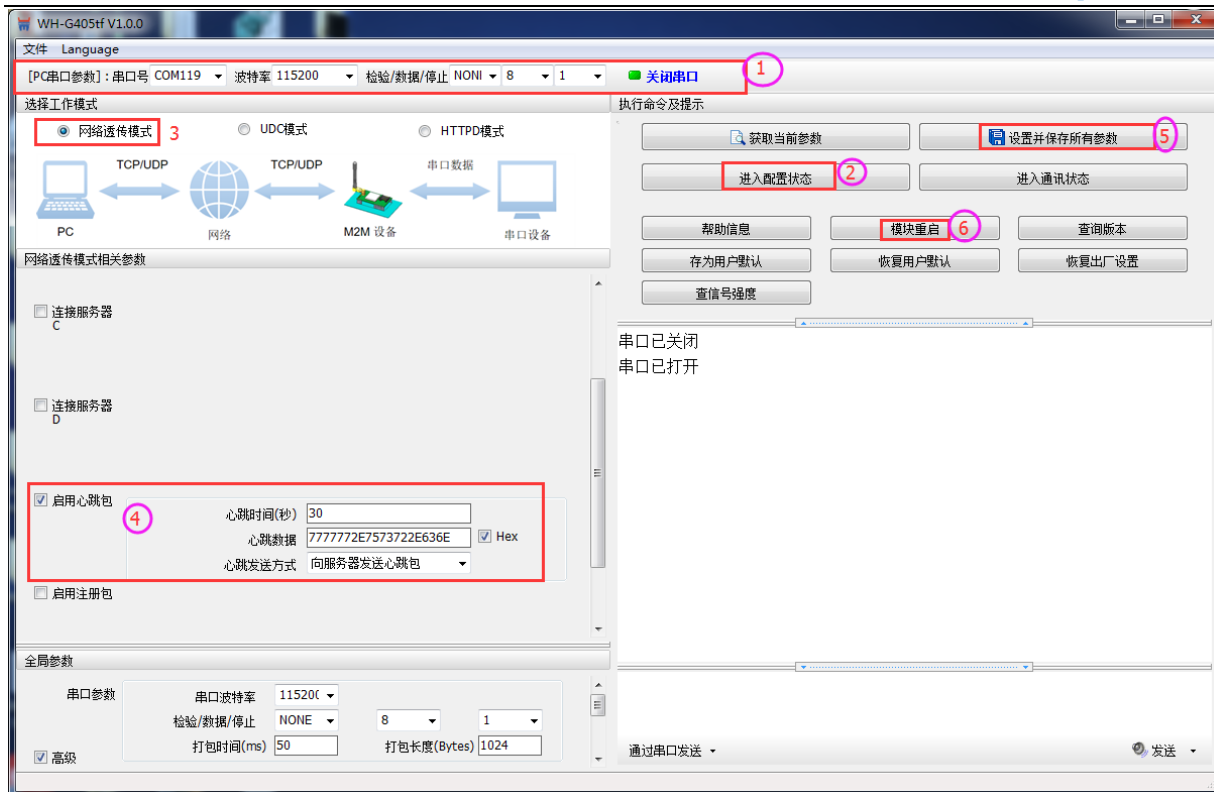 WH-G405tf V1.0.0
文件 Language
[PC串口参数]：串口号 COM119 波特率 115200 检验/数据/停止 NONI 8 1 关闭串口 1
选择工作模式
网络透传模式 3 UDC模式 HTTPD模式
TCP/UDP TCP/UDP 串口数据
PC 网络 M2M 设备 串口设备
网络透传模式相关参数
连接服务器
C
连接服务器
D
启用心跳包
4
心跳时间(秒) 30
心跳数据 7777772E7573722E636E Hex
心跳发送方式 向服务器发送心跳包
启用注册包
全局参数
串口参数 串口波特率 11520(
检验/数据/停止 NONE 8 1
打包时间(ms) 50 打包长度(Bytes) 1024
高级
执行命令及提示
获取当前参数 设置并保存所有参数 5
进入配置状态 2 进入通讯状态
帮助信息 模块重启 6 查询版本
存为用户默认 恢复用户默认 恢复出厂设置
查信号强度
串口已关闭
串口已打开
通过串口发送 发送